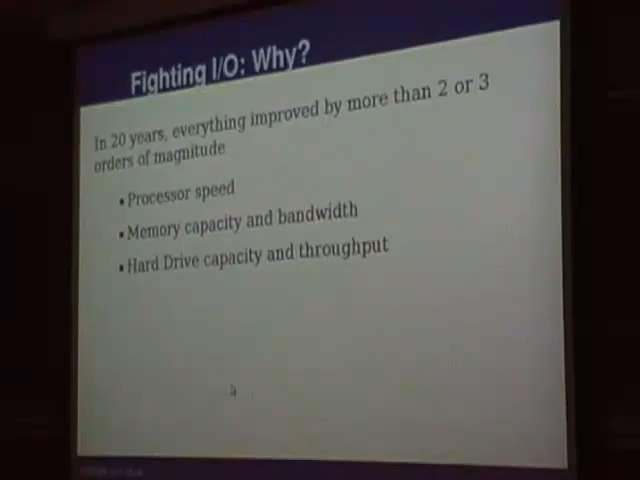 Fighting I/O: Why?
In 20 years, everything improved by more than 2 or 3
orders of magnitude
• Processor speed
• Memory capacity and bandwidth
• Hard Drive capacity and throughput